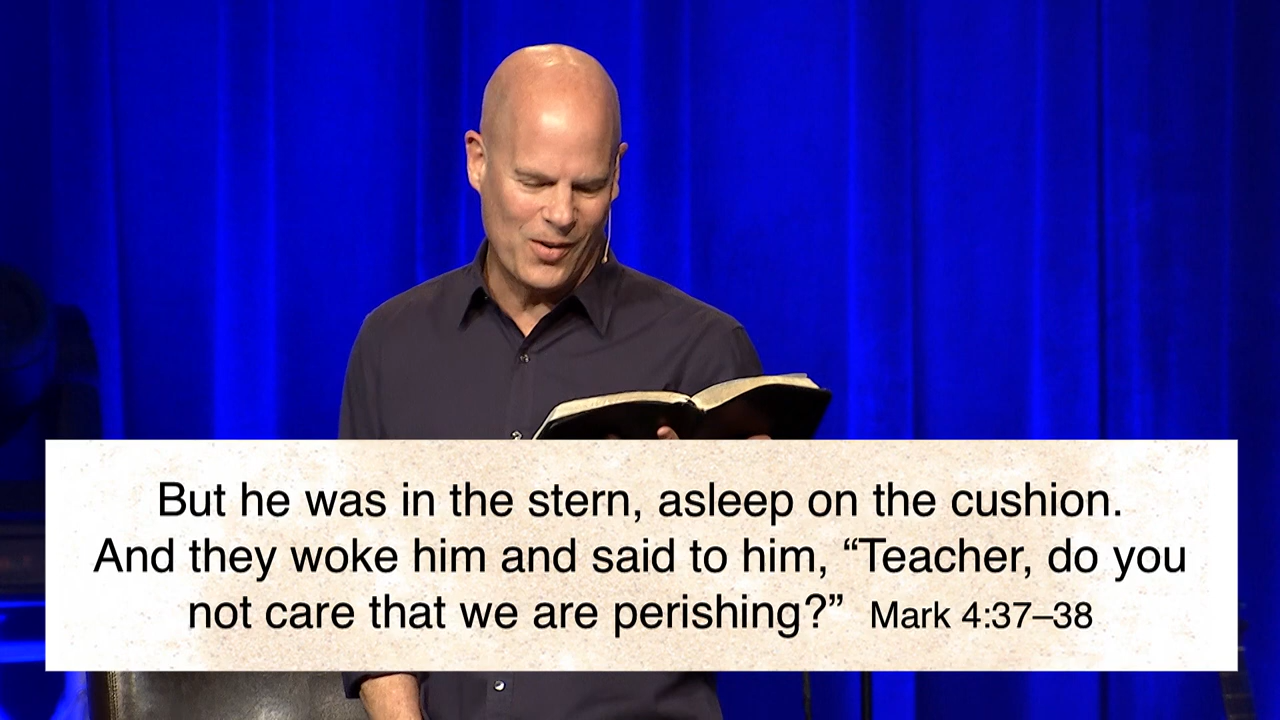 But he was in the stern, asleep on the cushion.
And they woke him and said to him, “Teacher, do you
not care that we are perishing?” Mark 4:37–38